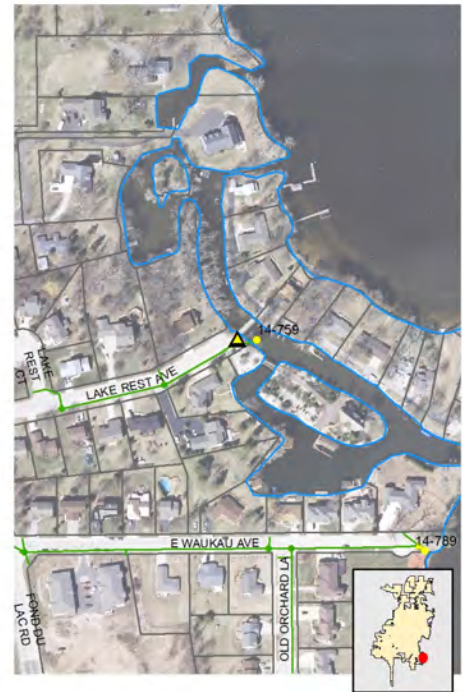 14-759
LAKE REST AVE
LAKE REST CT
14-789
E WAUKAU AVE
OLD ORCHARD LA
FOND DU LAC RD